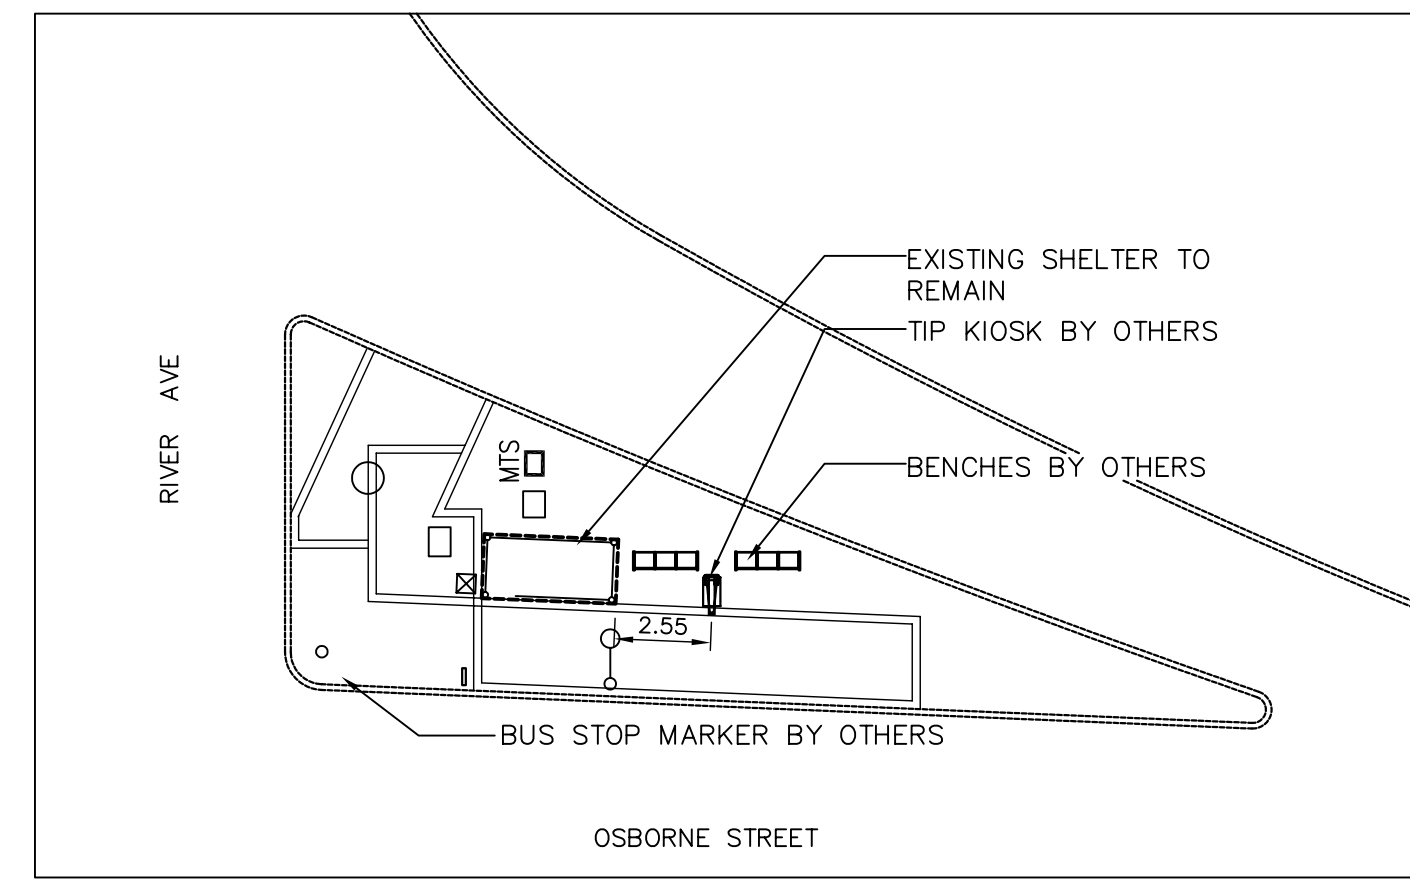 EXISTING SHELTER TO
REMAIN
TIP KIOSK BY OTHERS
RIVER AVE
MTS
BENCHES BY OTHERS
2.55
BUS STOP MARKER BY OTHERS
OSBORNE STREET